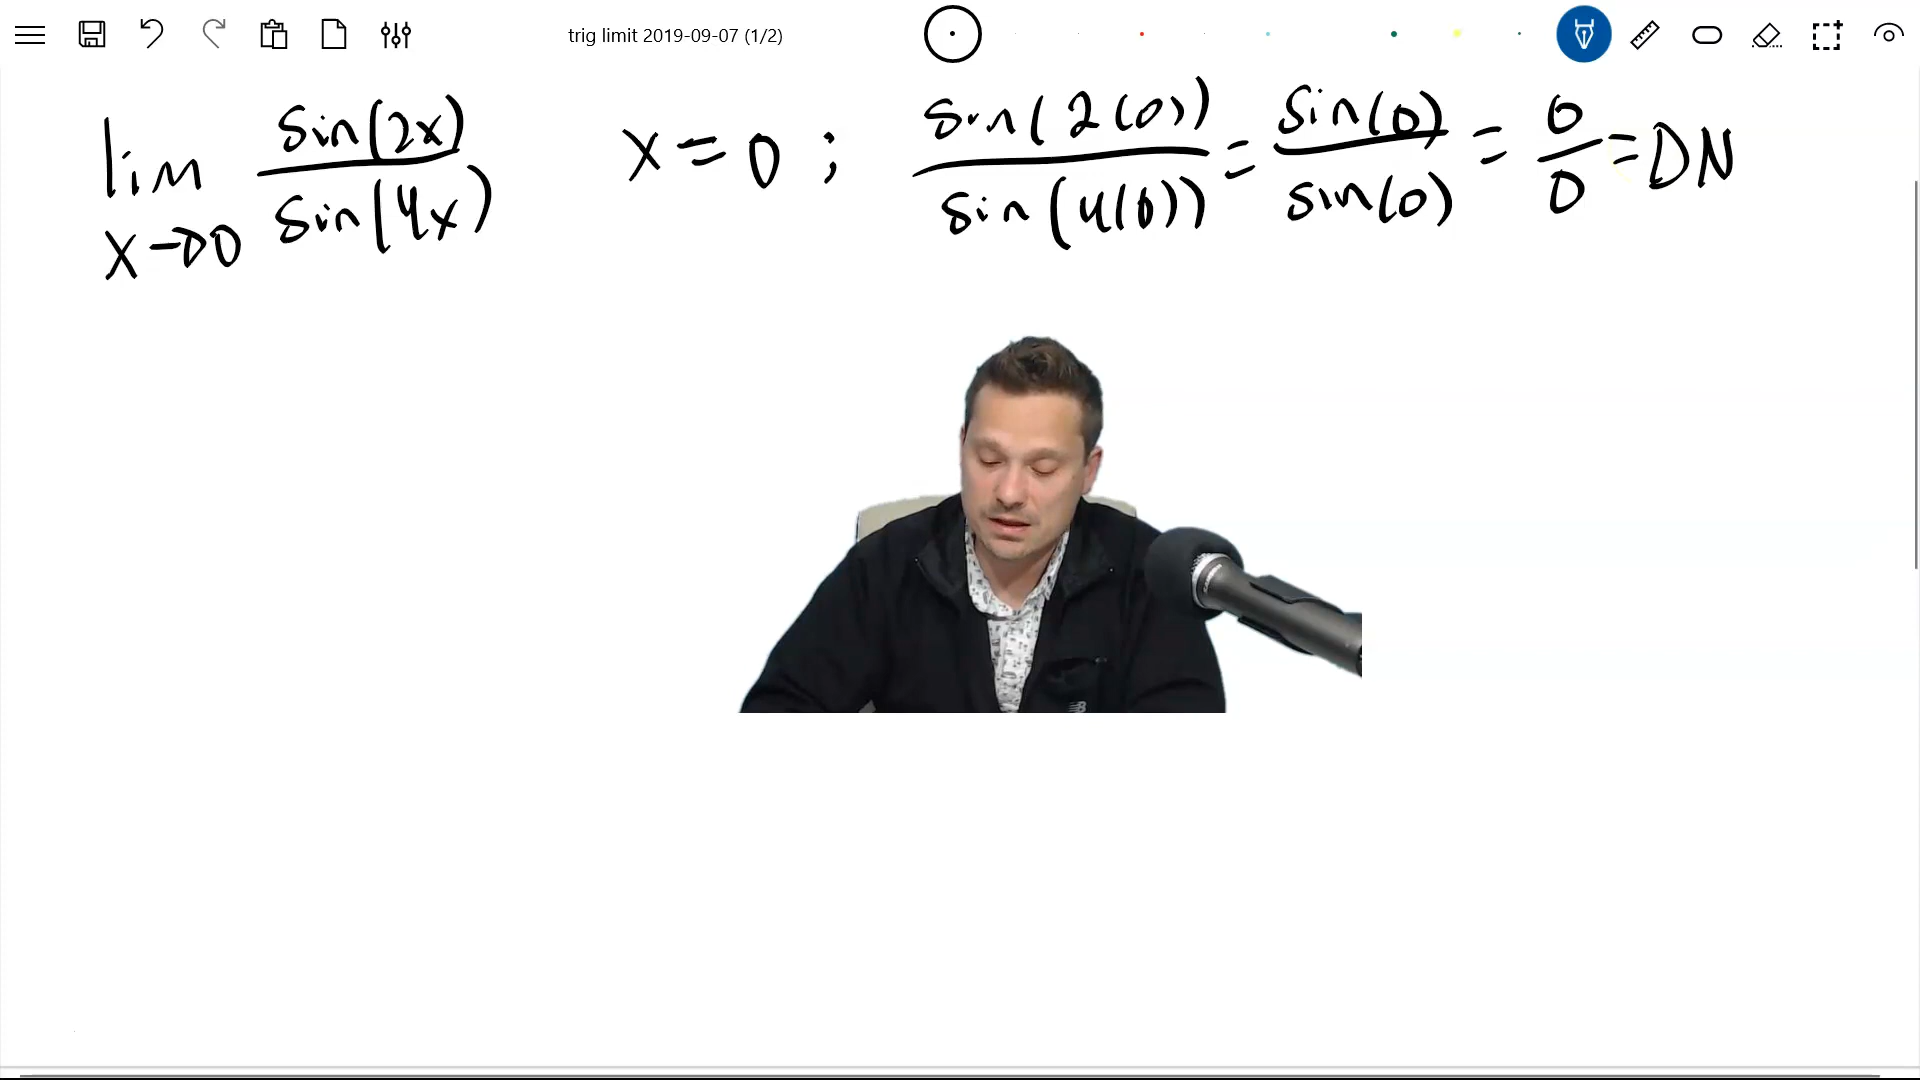 trig limit 2019-09-07 (1/2)
lim x→0 sin(2x)/sin(4x)   x = 0 ;   sin(2(0))/sin(4(0)) = sin(0)/sin(0) = 0/0 = DN